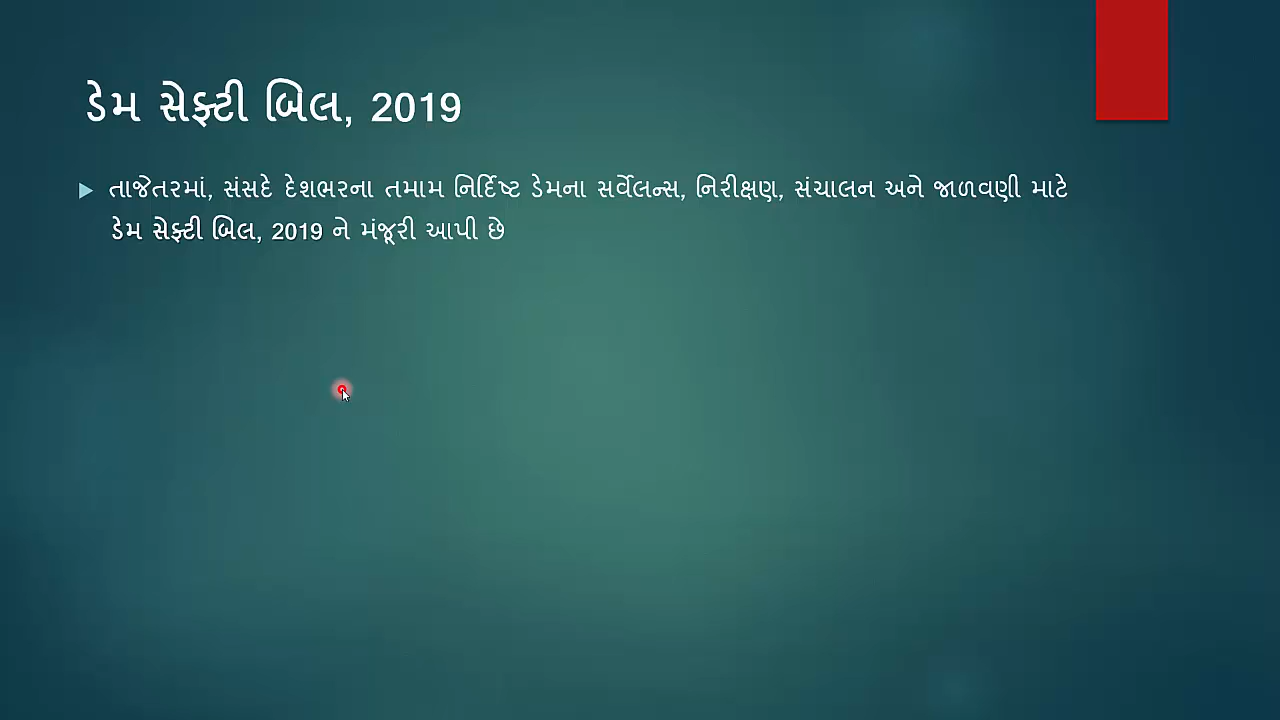 ડેમ સેફ્ટી બિલ, 2019
તાજેતરમાં, સંસદે દેશભરના તમામ નિર્દિષ્ટ ડેમના સર્વેલન્સ, નિરીક્ષણ, સંચાલન અને જાળવણી માટે
ડેમ સેફ્ટી બિલ, 2019 ને મંજૂરી આપી છે